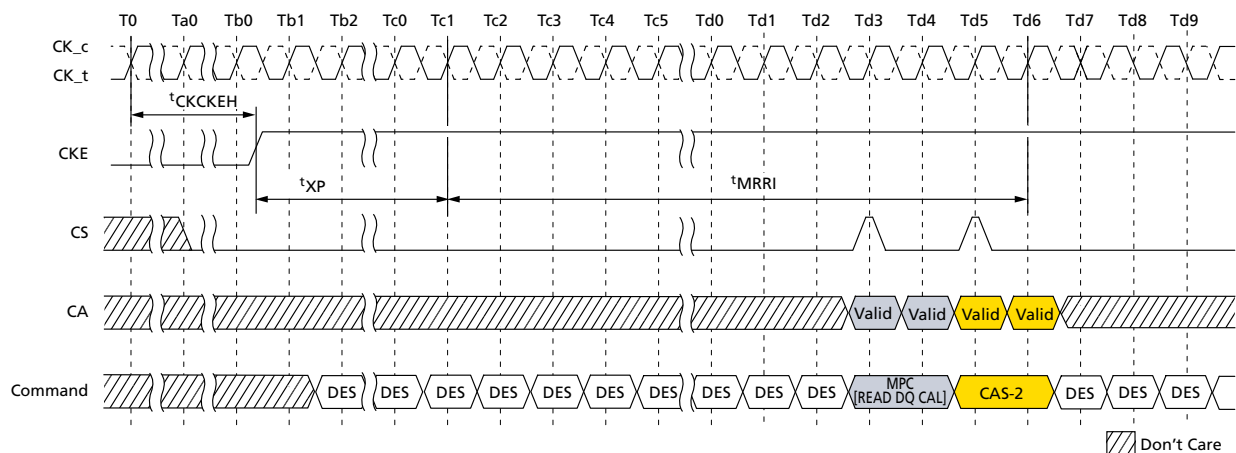 T0 Ta0 Tb0 Tb1 Tb2 Tc0 Tc1 Tc2 Tc3 Tc4 Tc5 Td0 Td1 Td2 Td3 Td4 Td5 Td6 Td7 Td8 Td9
CK_c
CK_t
tCKCKEH
CKE
tXP tMRRI
CS
CA Valid Valid Valid Valid
Command DES DES DES DES DES DES DES DES DES DES MPC [READ DQ CAL] CAS-2 DES DES DES
Don't Care